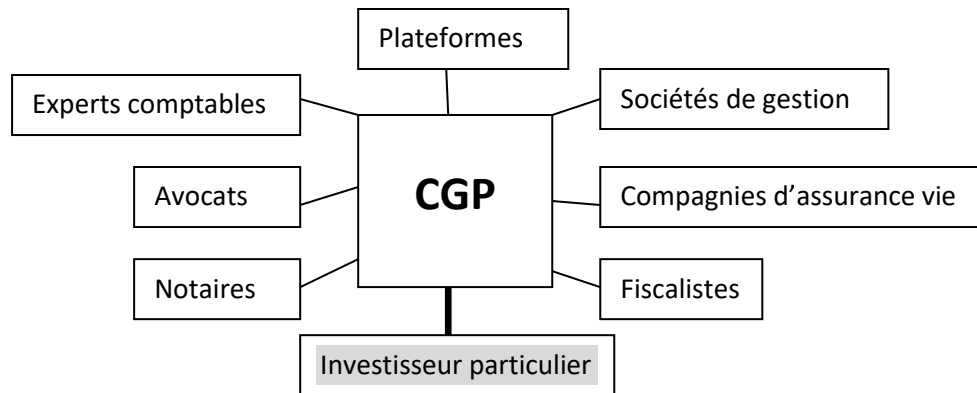 Plateformes
Experts comptables
Sociétés de gestion
Avocats
CGP
Compagnies d’assurance vie
Notaires
Fiscalistes
Investisseur particulier